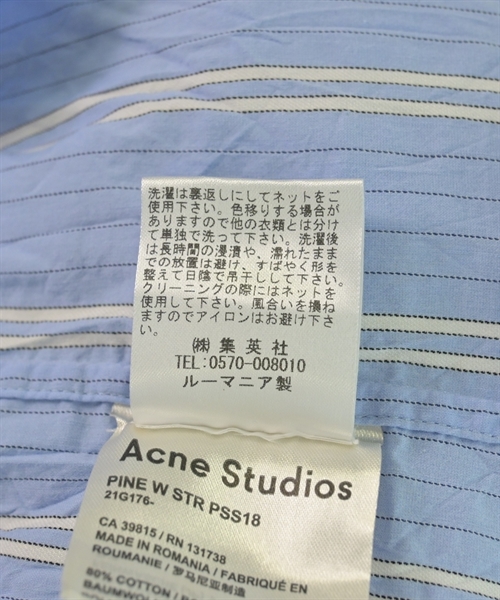 洗濯は裏返しにしてネットをご
使用下さい。色移りする場合が
ありますので他の衣類とは分け
て単独で洗って下さい。洗濯後
は長時間の浸漬や、濡れたまま
での放置は避け、すばやく形を
整えて日陰で吊干しして下さい。
クリーニングの際にはネットを
使用して下さい。風合いを損ね
ますのでアイロンはお避け下さ
い。
㈱集英社
TEL:0570-008010
ルーマニア製
Acne Studios
PINE W STR PSS18
21G176-
CA 39815 / RN 131738
MADE IN ROMANIA / FABRIQUÉ EN
ROUMANIE / 罗马尼亚制造
80% COTTON /